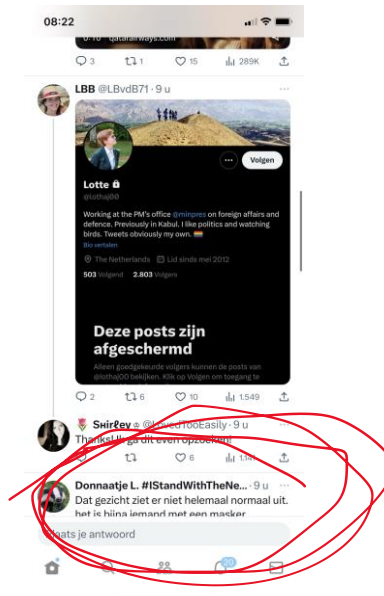 08:22
0:10 qatarairways.com
3 1 15 289K
LBB @LBvdB71 · 9 u
Volgen
Lotte
@lothaj00
Working at the PM's office @minpres on foreign affairs and
defence. Previously in Kabul. I like politics and watching
birds. Tweets obviously my own.
Bio vertalen
The Netherlands Lid sinds mei 2012
503 Volgend 2.803 Volgers
Deze posts zijn
afgeschermd
Alleen goedgekeurde volgers kunnen de posts van
@lothaj00 bekijken. Klik op Volgen om toegang te
2 6 10 1.549
Sʜirℓey @LovedTooEasily · 9 u
Thanks! Ik ga dit even opzoeken!
6
Donnaatje L. #IStandWithTheNe... · 9 u
Dat gezicht ziet er niet helemaal normaal uit.
het is bijna iemand met een masker
Plaats je antwoord